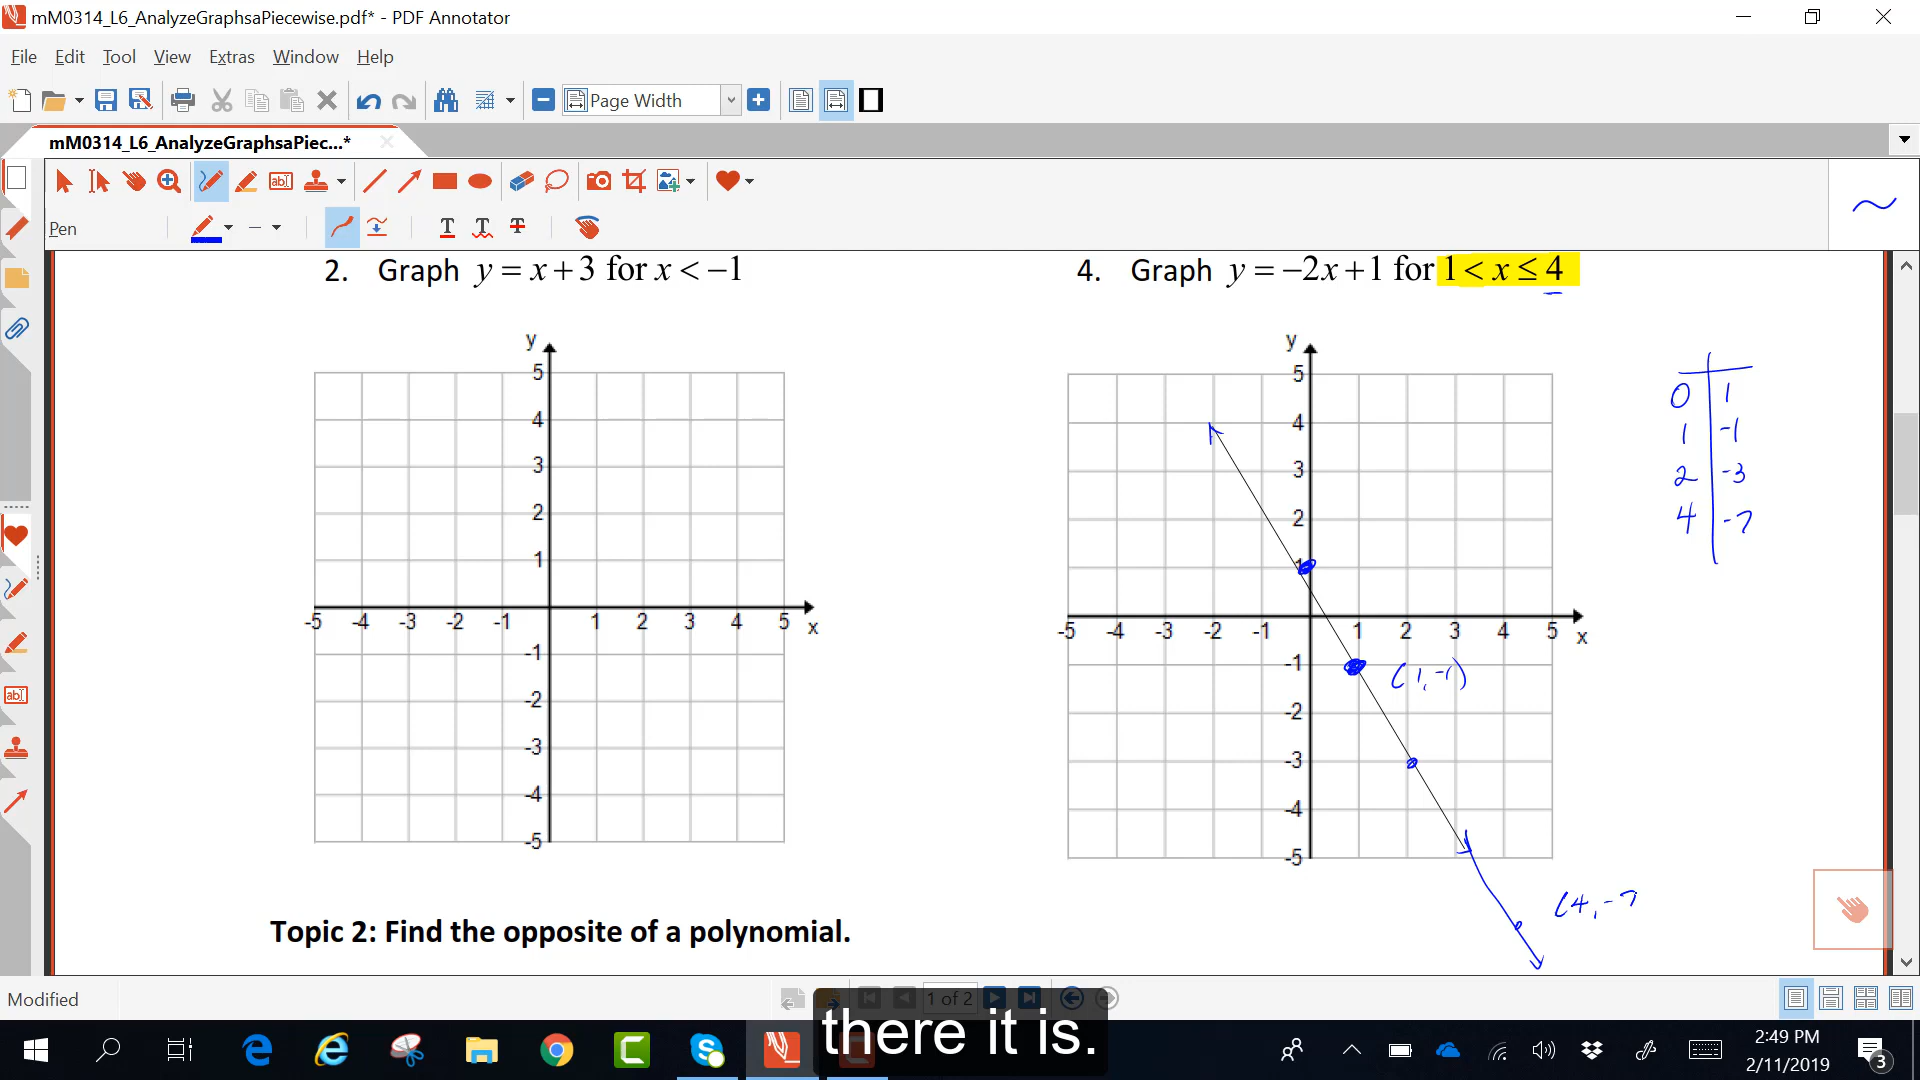 mM0314_L6_AnalyzeGraphsaPiecewise.pdf* - PDF Annotator
File Edit Tool View Extras Window Help
Page Width
mM0314_L6_AnalyzeGraphsaPiec...*
Pen
2. Graph y = x + 3 for x < −1
4. Graph y = −2x + 1 for 1 < x ≤ 4
y
5
4
3
2
1
-5 -4 -3 -2 -1 1 2 3 4 5 x
-1
-2
-3
-4
-5
y
5
4
3
2
1
-5 -4 -3 -2 -1 1 2 3 4 5 x
-1
-2
-3
-4
-5
0 1
1 -1
2 -3
4 -7
(1,-1)
(4,-7
Topic 2: Find the opposite of a polynomial.
Modified
1 of 2
there it is.
2:49 PM
2/11/2019
3